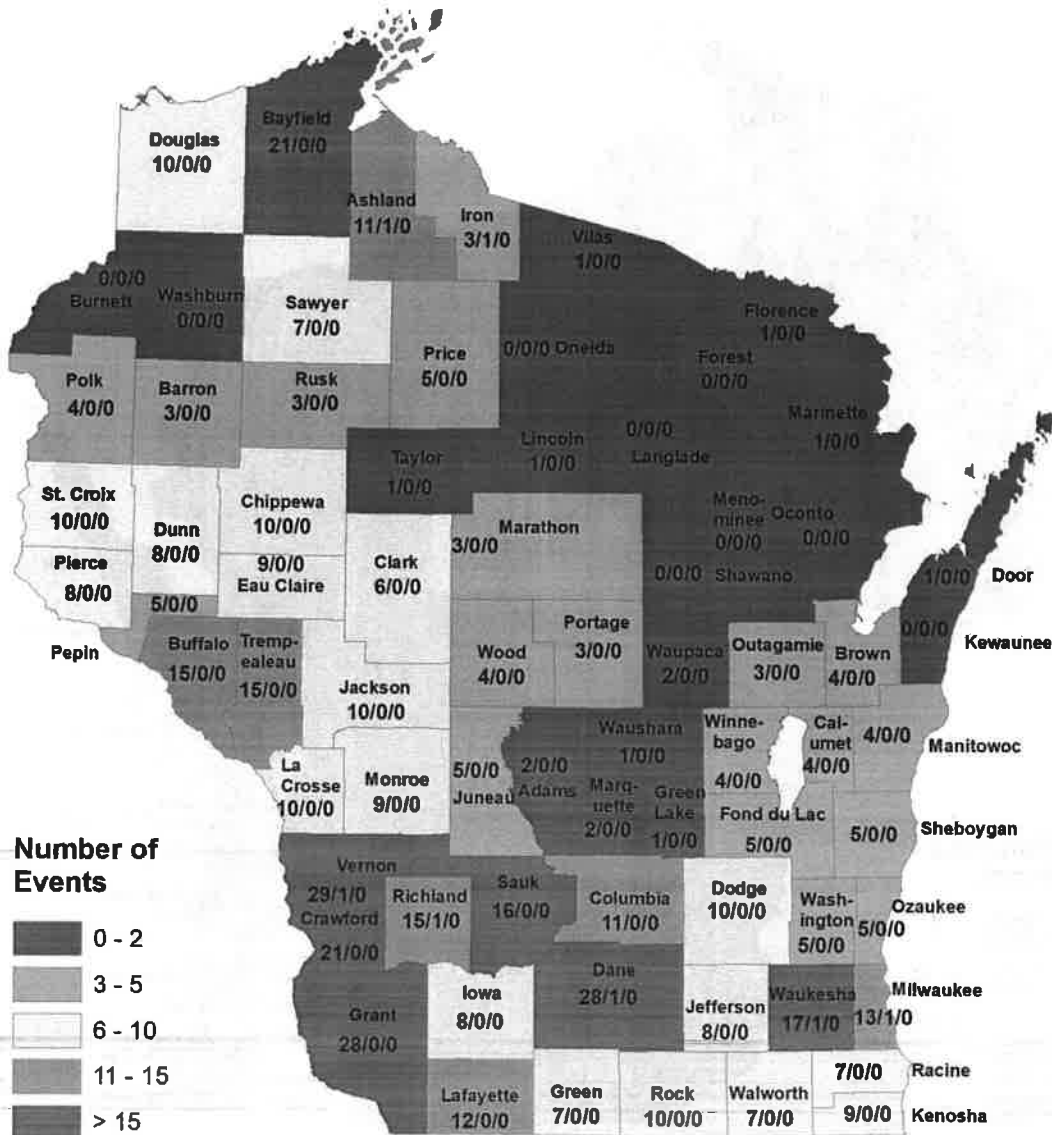 Douglas
10/0/0
Bayfield
21/0/0
Ashland
11/1/0
Iron
3/1/0
Vilas
1/0/0
0/0/0
Burnett
Washburn
0/0/0
Sawyer
7/0/0
Price
5/0/0
0/0/0 Oneida
Forest
0/0/0
Florence
1/0/0
Polk
4/0/0
Barron
3/0/0
Rusk
3/0/0
Marinette
1/0/0
Taylor
1/0/0
Lincoln
1/0/0
0/0/0
Langlade
St. Croix
10/0/0
Dunn
8/0/0
Chippewa
10/0/0
Pierce
8/0/0
9/0/0
Eau Claire
Clark
6/0/0
Marathon
3/0/0
Meno-
minee
0/0/0
Oconto
0/0/0
0/0/0 Shawano
1/0/0
Door
5/0/0
Pepin
Buffalo
15/0/0
Tremp-
ealeau
15/0/0
Jackson
10/0/0
Wood
4/0/0
Portage
3/0/0
Waupaca
2/0/0
Outagamie
3/0/0
Brown
4/0/0
0/0/0
Kewaunee
La
Crosse
10/0/0
Monroe
9/0/0
5/0/0
Juneau
2/0/0
Adams
Waushara
1/0/0
Marq-
uette
2/0/0
Green
Lake
1/0/0
Winne-
bago
4/0/0
Cal-
umet
4/0/0
4/0/0
Manitowoc
Fond du Lac
5/0/0
5/0/0
Sheboygan
Vernon
29/1/0
Crawford
21/0/0
Richland
15/1/0
Sauk
16/0/0
Columbia
11/0/0
Dodge
10/0/0
Wash-
ington
5/0/0
Ozaukee
5/0/0
Grant
28/0/0
Iowa
8/0/0
Dane
28/1/0
Jefferson
8/0/0
Waukesha
17/1/0
Milwaukee
13/1/0
Lafayette
12/0/0
Green
7/0/0
Rock
10/0/0
Walworth
7/0/0
7/0/0
Racine
9/0/0
Kenosha
Number of
Events
0 - 2
3 - 5
6 - 10
11 - 15
> 15